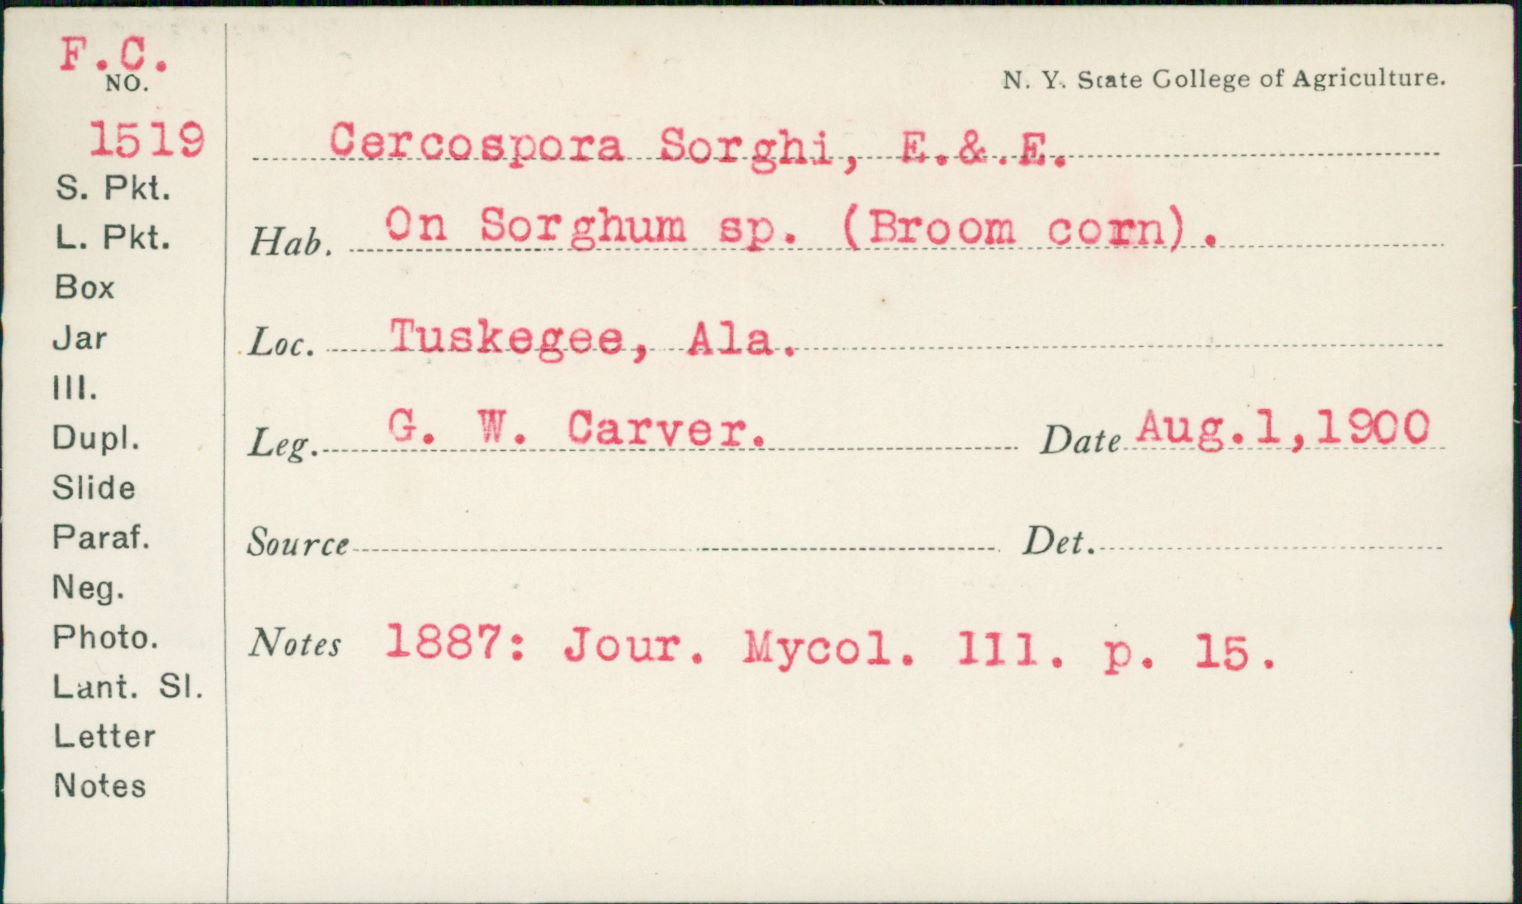 F.C.
NO.
1519
S. Pkt.
L. Pkt.
Box
Jar
Ill.
Dupl.
Slide
Paraf.
Neg.
Photo.
Lant. Sl.
Letter
Notes
N. Y. State College of Agriculture.
Cercospora Sorghi, E.&.E.
Hab. On Sorghum sp. (Broom corn).
Loc. Tuskegee, Ala.
Leg. G. W. Carver. Date Aug.1,1900
Source Det.
Notes 1887: Jour. Mycol. 111. p. 15.